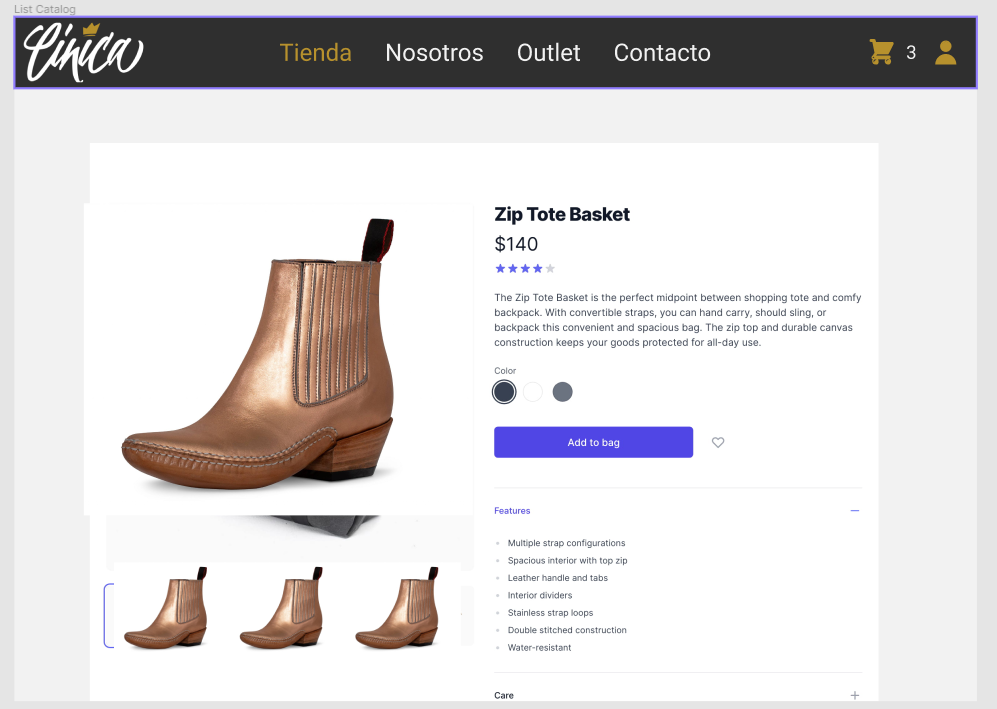 List Catalog
Cínica
Tienda Nosotros Outlet Contacto 3
Zip Tote Basket
$140
The Zip Tote Basket is the perfect midpoint between shopping tote and comfy
backpack. With convertible straps, you can hand carry, should sling, or
backpack this convenient and spacious bag. The zip top and durable canvas
construction keeps your goods protected for all-day use.
Color
Add to bag
Features
Multiple strap configurations
Spacious interior with top zip
Leather handle and tabs
Interior dividers
Stainless strap loops
Double stitched construction
Water-resistant
Care